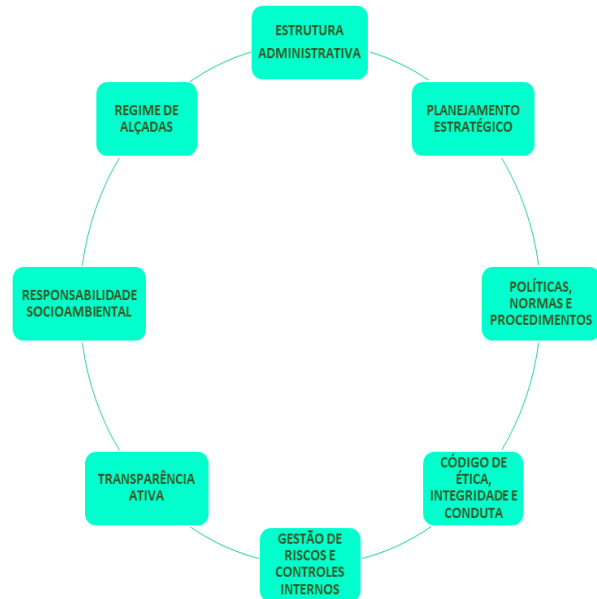 ESTRUTURA
ADMINISTRATIVA
PLANEJAMENTO
ESTRATÉGICO
POLÍTICAS,
NORMAS E
PROCEDIMENTOS
CÓDIGO DE
ÉTICA,
INTEGRIDADE E
CONDUTA
GESTÃO DE
RISCOS E
CONTROLES
INTERNOS
TRANSPARÊNCIA
ATIVA
RESPONSABILIDADE
SOCIOAMBIENTAL
REGIME DE
ALÇADAS